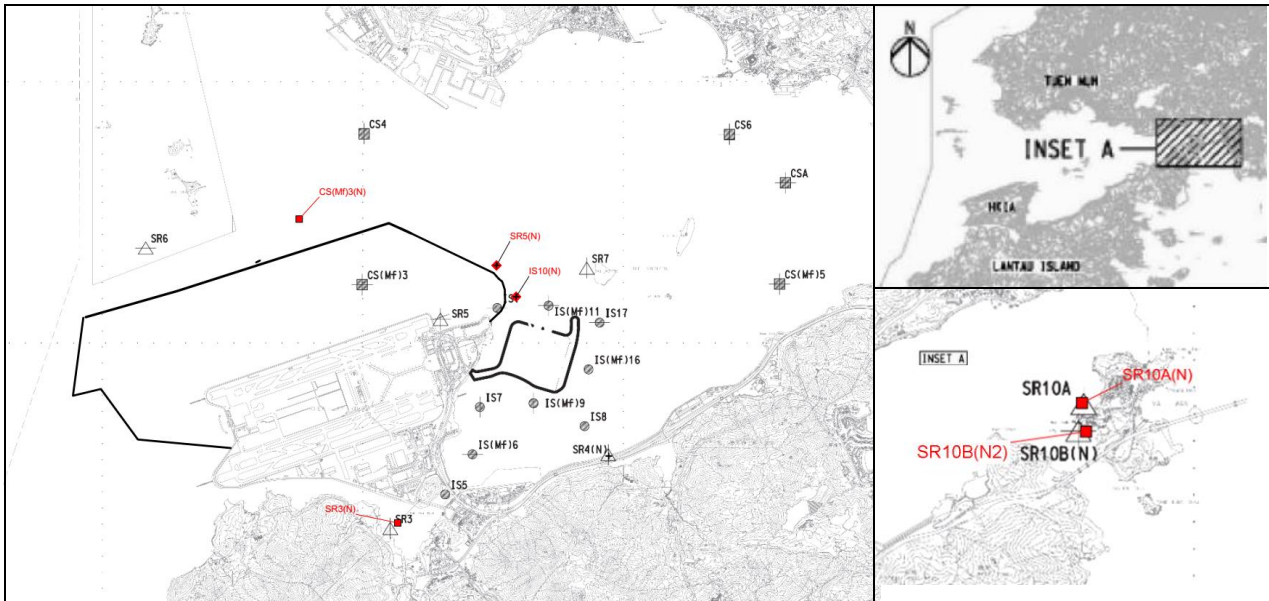 CS4
CS6
CSA
CS(Mf)3(N)
SR5(N)
SR6
SR7
CS(Mf)3
CS(Mf)5
IS10(N)
IS(Mf)11
IS17
SR5
IS(Mf)16
IS7
IS(Mf)9
IS8
IS(Mf)6
SR4(N)
IS5
SR3(N)
SR3
N
TUEN MUN
INSET A
HKIA
LANTAU ISLAND
INSET A
SR10A(N)
SR10A
SR10B(N)
SR10B(N2)